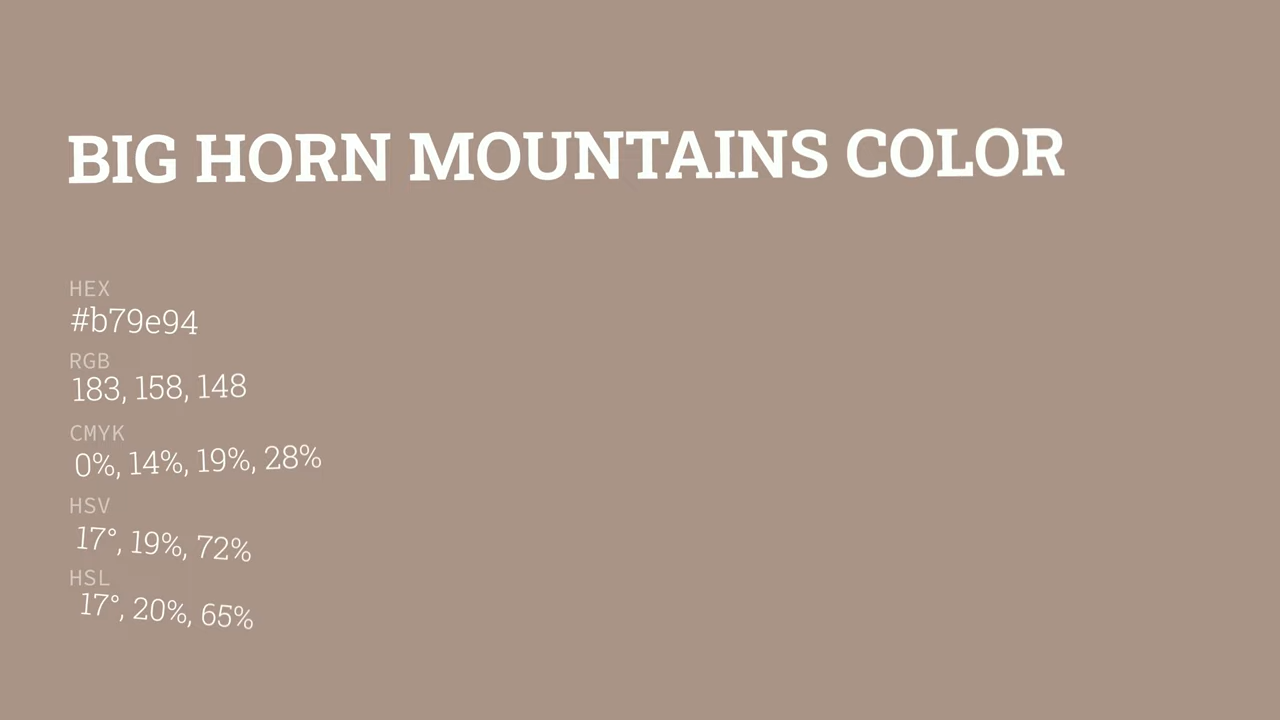 BIG HORN MOUNTAINS COLOR
HEX
#b79e94
RGB
183, 158, 148
CMYK
0%, 14%, 19%, 28%
HSV
17°, 19%, 72%
HSL
17°, 20%, 65%